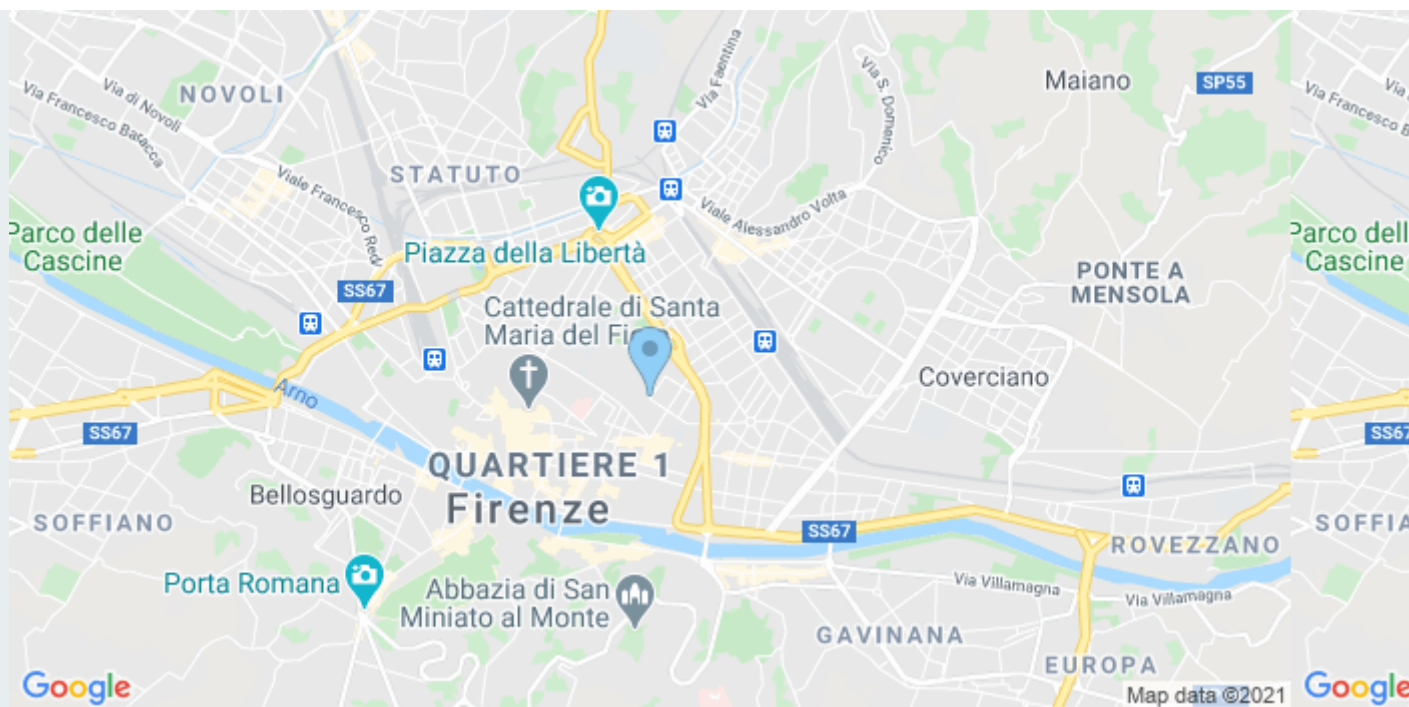 Via Faentina
Via S. Domenico
Maiano
SP55
NOVOLI
Via di Novoli
Via Francesco Baracca
Via Francesco B
STATUTO
Viale Francesco Redi
Viale Alessandro Volta
Parco delle
Cascine
Piazza della Libertà
PONTE A
MENSOLA
Parco dell
Cascine
SS67
Cattedrale di Santa
Maria del Fi
Coverciano
Arno
SS67
SS67
QUARTIERE 1
Firenze
Bellosguardo
SOFFIANO
SOFFIA
SS67
ROVEZZANO
Porta Romana
Abbazia di San
Miniato al Monte
Via Villamagna
Via Villamagna
GAVINANA
EUROPA
Google
Map data ©2021
Google